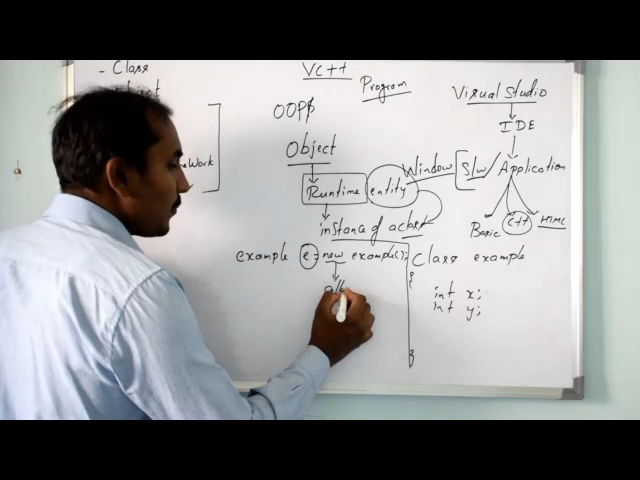 - Class
VC++
Program
OOPS
Object
Runtime entity
instance of a class
Work
Visual Studio
IDE
Window S/W / Application
Basic C++ HTML
example e = new example();
all
Class example
{
int x;
int y;
}